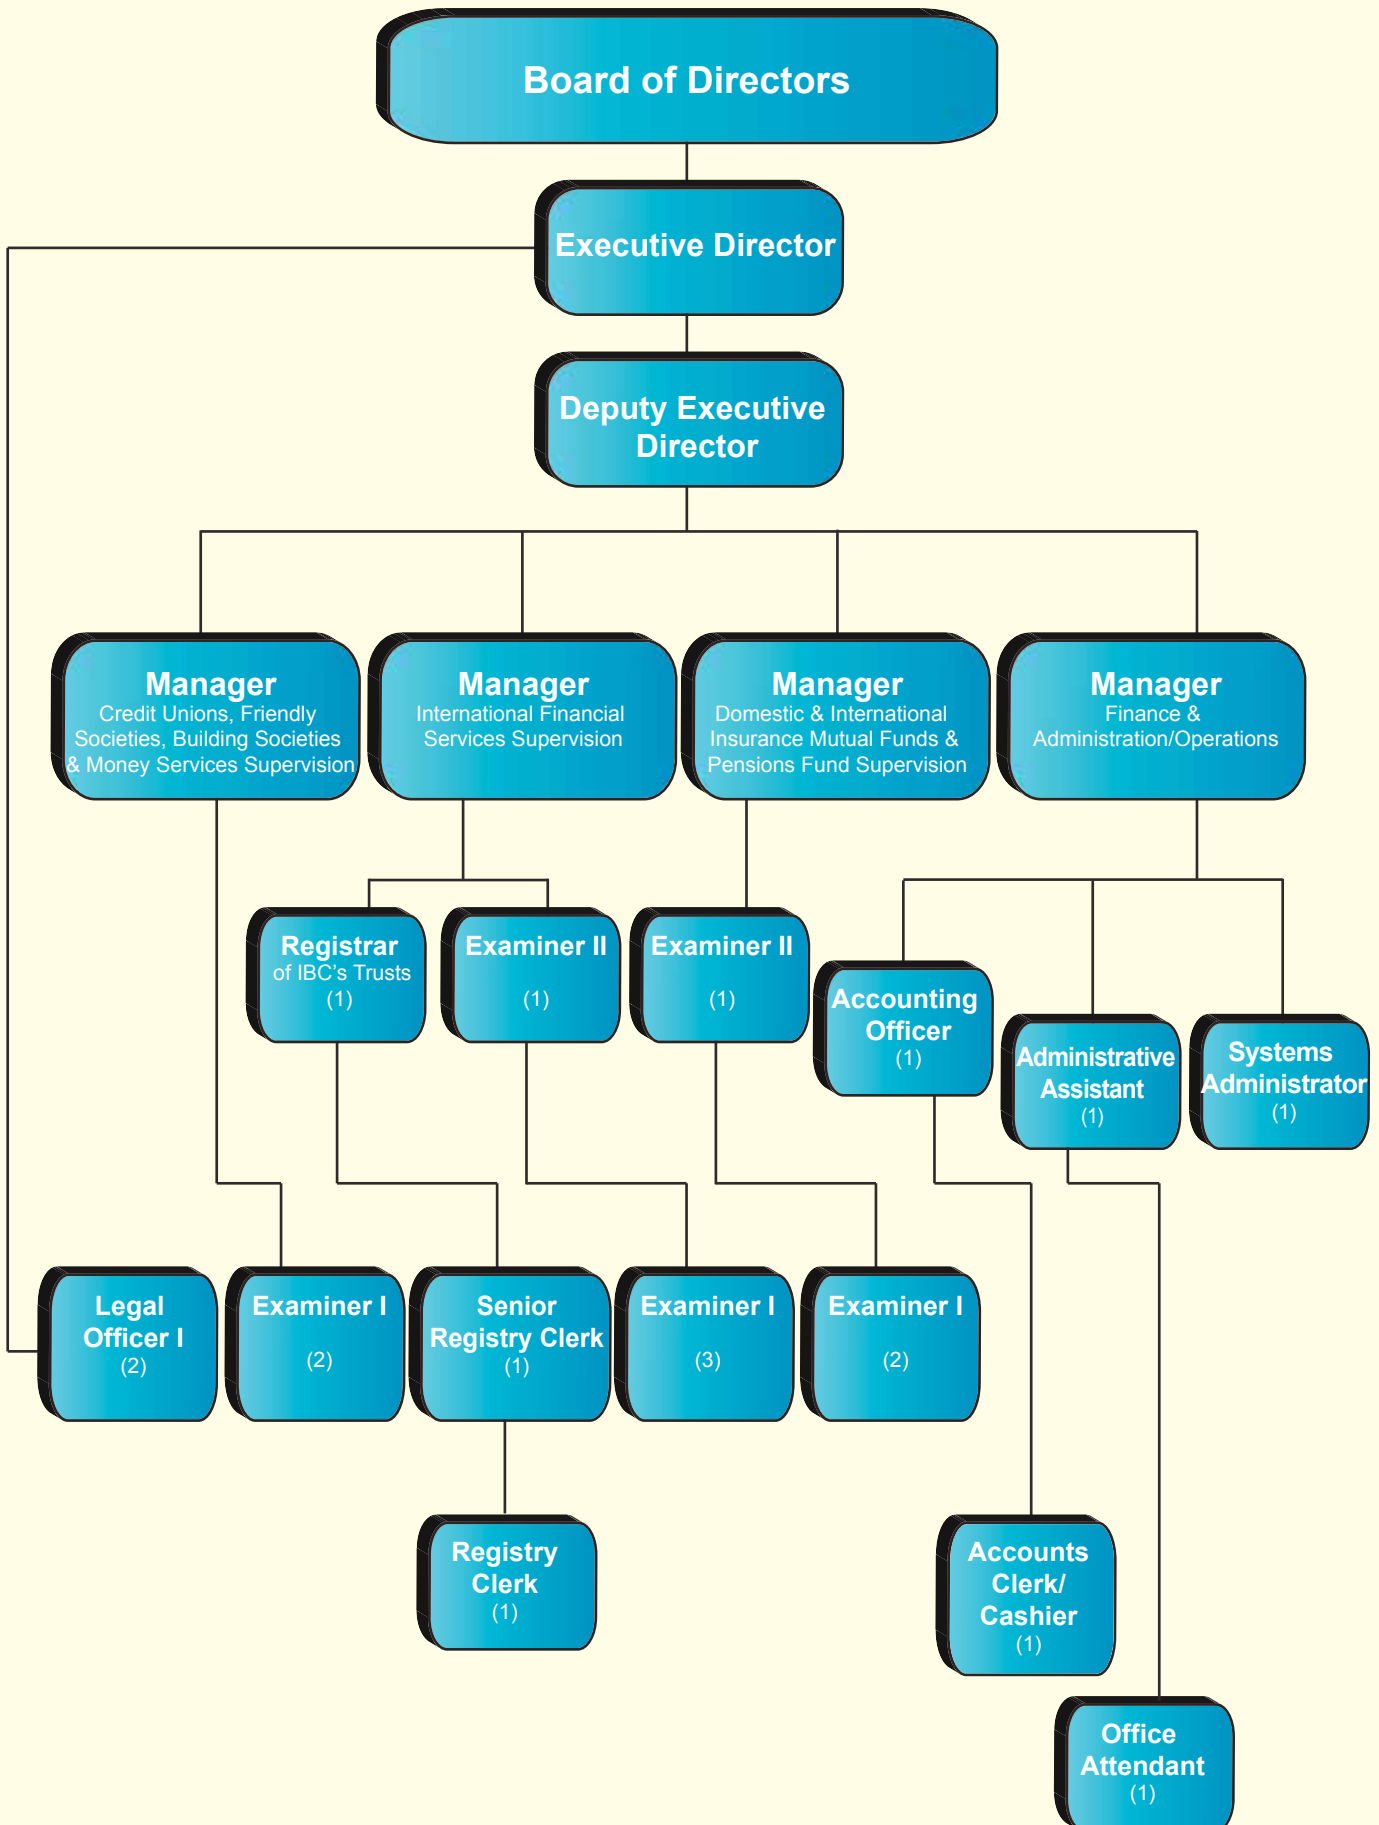 Board of Directors
Executive Director
Deputy Executive
Director
Manager
Credit Unions, Friendly
Societies, Building Societies
& Money Services Supervision
Manager
International Financial
Services Supervision
Manager
Domestic & International
Insurance Mutual Funds &
Pensions Fund Supervision
Manager
Finance &
Administration/Operations
Registrar
of IBC's Trusts
(1)
Examiner II
(1)
Examiner II
(1)
Accounting
Officer
(1)
Administrative
Assistant
(1)
Systems
Administrator
(1)
Legal
Officer I
(2)
Examiner I
(2)
Senior
Registry Clerk
(1)
Examiner I
(3)
Examiner I
(2)
Registry
Clerk
(1)
Accounts
Clerk/
Cashier
(1)
Office
Attendant
(1)